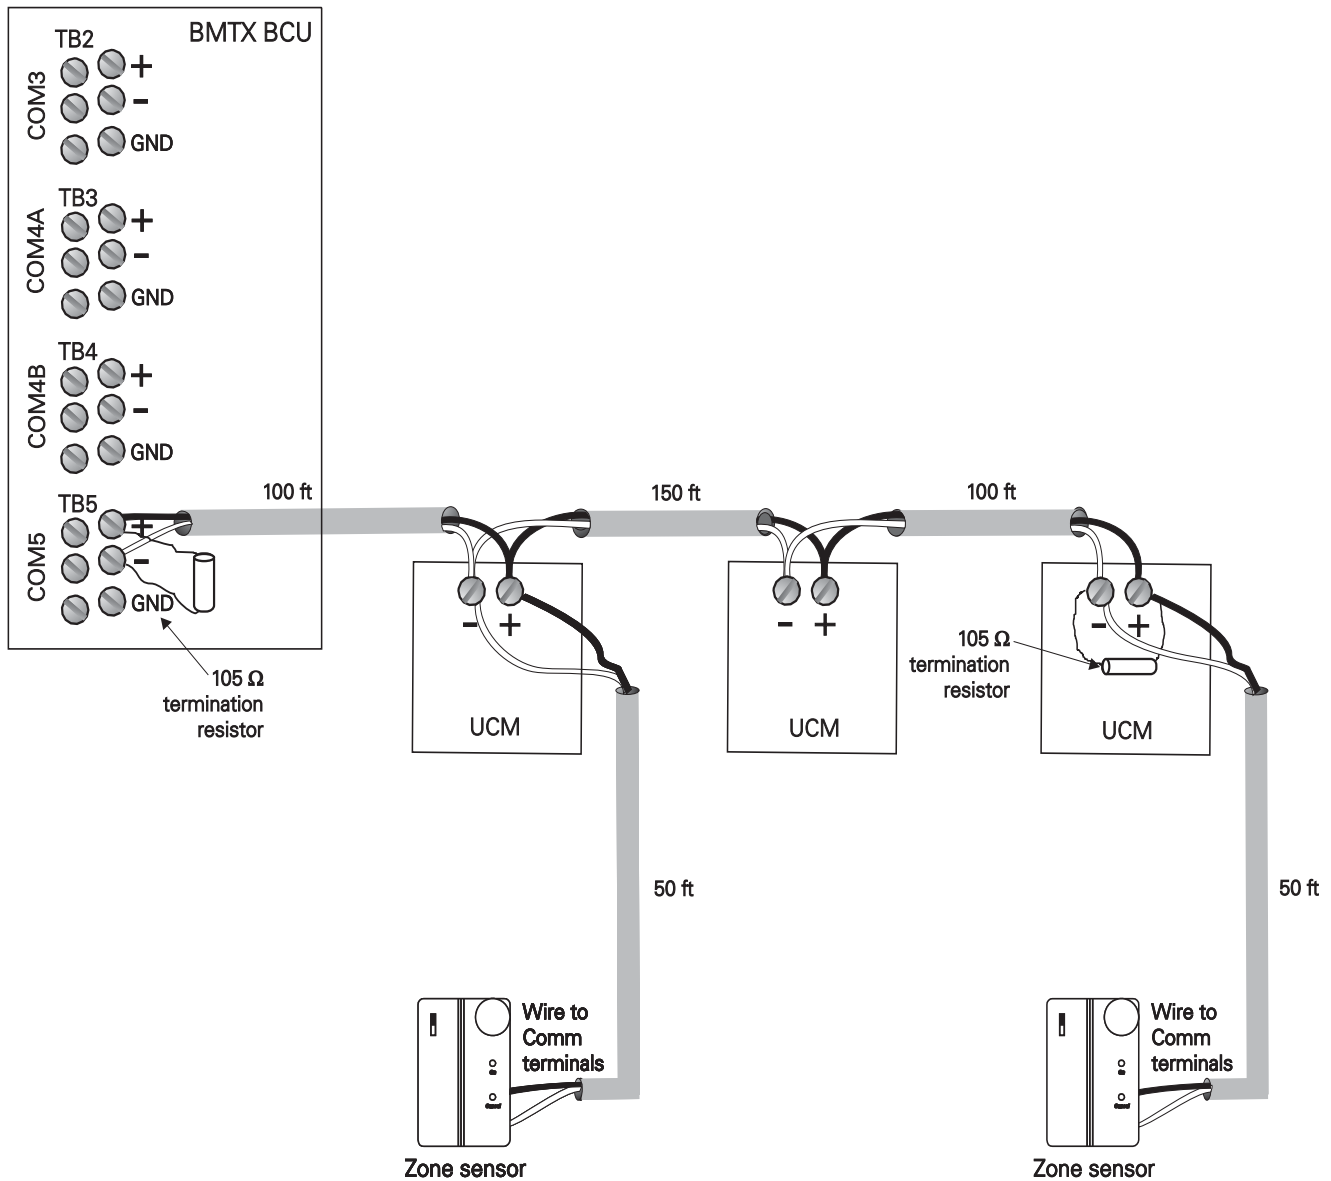 BMTX BCU
TB2
COM3
+
-
GND
TB3
COM4A
+
-
GND
TB4
COM4B
+
-
GND
TB5
COM5
+
-
GND
100 ft
150 ft
100 ft
105 Ω
termination
resistor
- +
UCM
- +
UCM
105 Ω
termination
resistor
- +
UCM
50 ft
50 ft
Wire to
Comm
terminals
Zone sensor
Wire to
Comm
terminals
Zone sensor